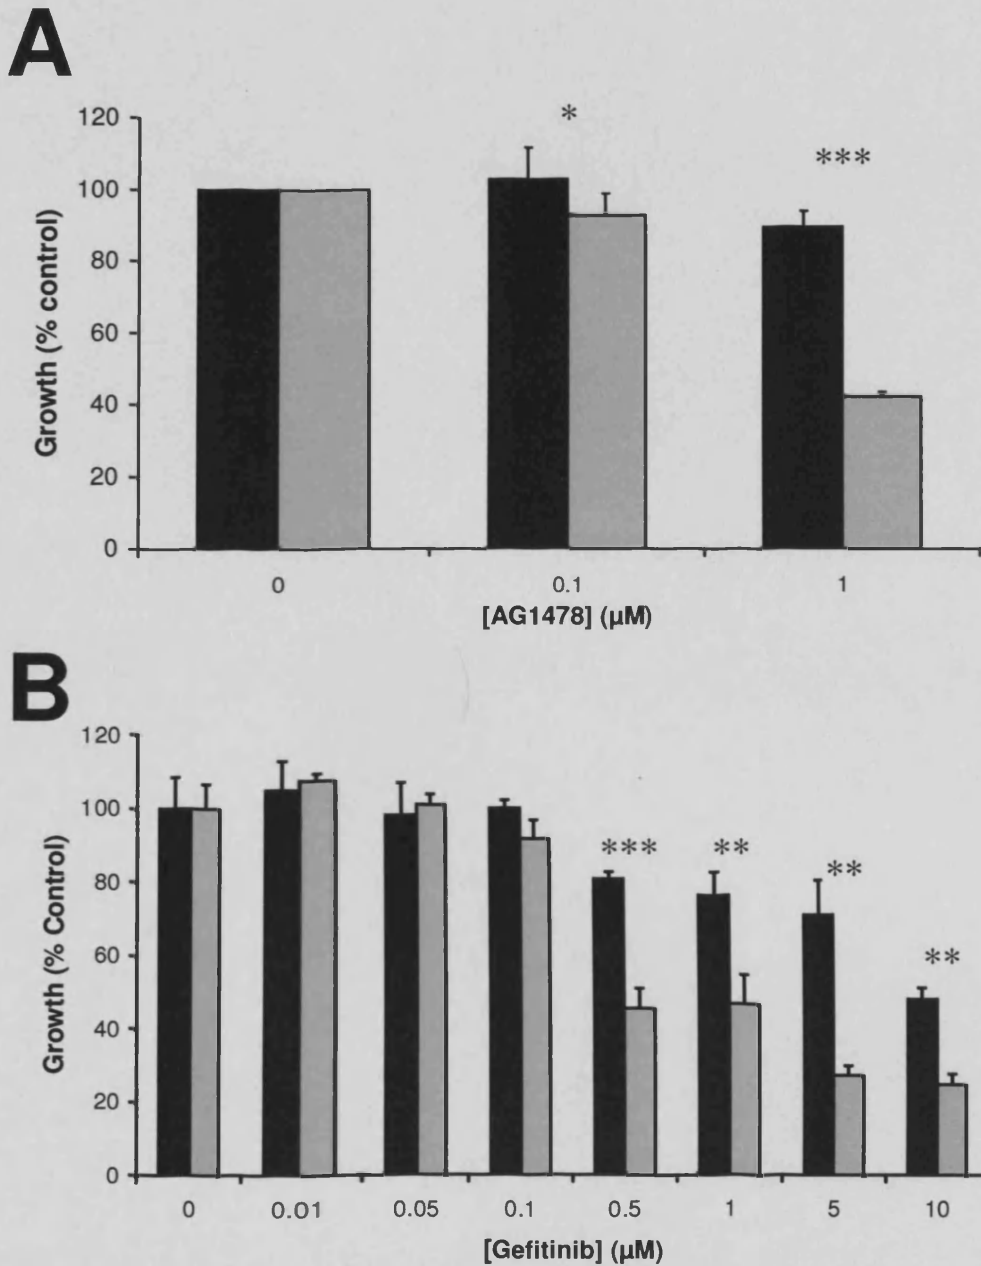 A
120
100
80
60
40
20
0
Growth (% control)
*
***
0 0.1 1
[AG1478] (μM)
B
120
100
80
60
40
20
0
Growth (% Control)
*** ** ** **
0 0.01 0.05 0.1 0.5 1 5 10
[Gefitinib] (μM)